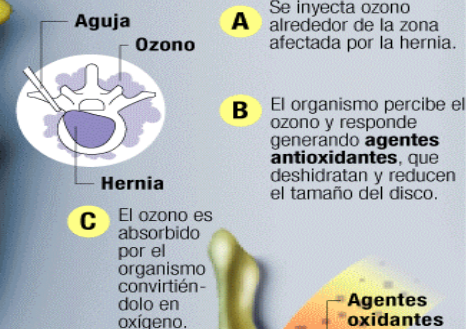 Aguja
Ozono
Hernia
A
Se inyecta ozono
alrededor de la zona
afectada por la hernia.
B
El organismo percibe el
ozono y responde
generando agentes
antioxidantes, que
deshidratan y reducen
el tamaño del disco.
C
El ozono es
absorbido
por el
organismo
convirtién-
dolo en
oxígeno.
Agentes
oxidantes